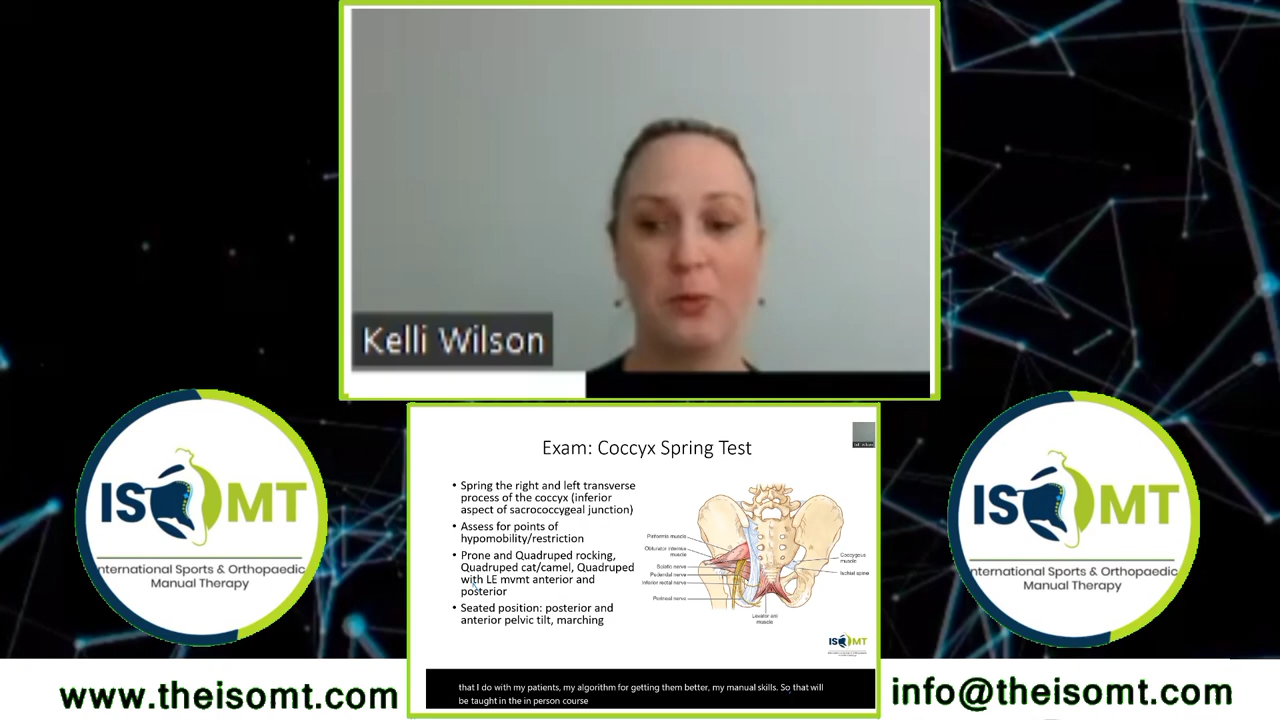 Kelli Wilson
Exam: Coccyx Spring Test
• Spring the right and left transverse
process of the coccyx (inferior
aspect of sacrococcygeal junction)
• Assess for points of
hypomobility/restriction
• Prone and Quadruped rocking,
Quadruped cat/camel, Quadruped
with LE mvmt anterior and
posterior
• Seated position: posterior and
anterior pelvic tilt, marching
Piriformis muscle
Obturator internus
muscle
Sciatic nerve
Pudendal nerve
Inferior rectal nerve
Perineal nerve
Coccygeus
muscle
Ischial spine
Levator ani
muscle
ISOMT
that I do with my patients, my algorithm for getting them better, my manual skills. So that will
be taught in the in person course
ISOMT
International Sports & Orthopaedic
Manual Therapy
ISOMT
International Sports & Orthopaedic
Manual Therapy
www.theisomt.com
info@theisomt.com